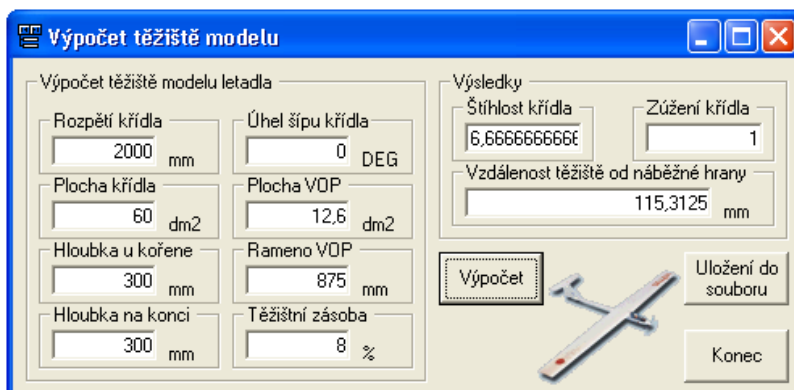 Výpočet těžiště modelu
Výpočet těžiště modelu letadla
Rozpětí křídla
2000 mm
Úhel šípu křídla
0 DEG
Plocha křídla
60 dm2
Plocha VOP
12,6 dm2
Hloubka u kořene
300 mm
Rameno VOP
875 mm
Hloubka na konci
300 mm
Těžištní zásoba
8 %
Výsledky
Štíhlost křídla
6,6666666666
Zúžení křídla
1
Vzdálenost těžiště od náběžné hrany
115,3125 mm
Výpočet
Uložení do
souboru
Konec